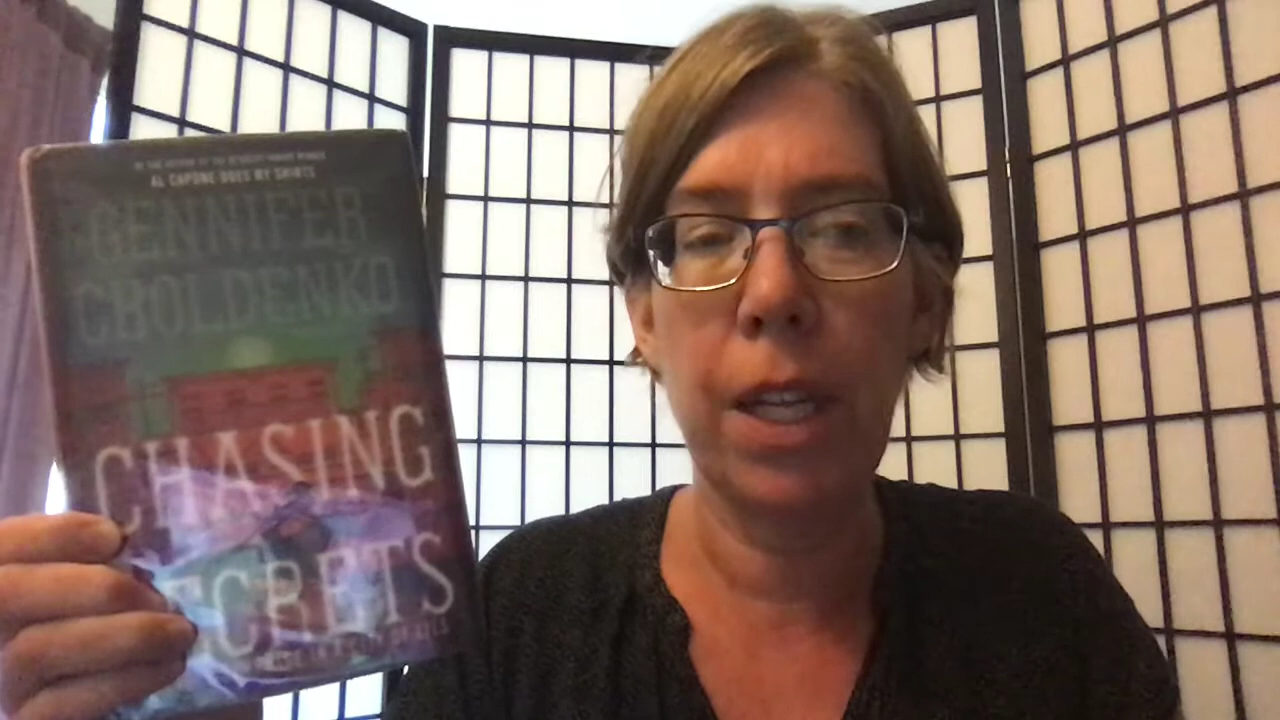 BY THE AUTHOR OF THE NEWBERY HONOR WINNER
AL CAPONE DOES MY SHIRTS
GENNIFER
CHOLDENKO
CHASING
SECRETS